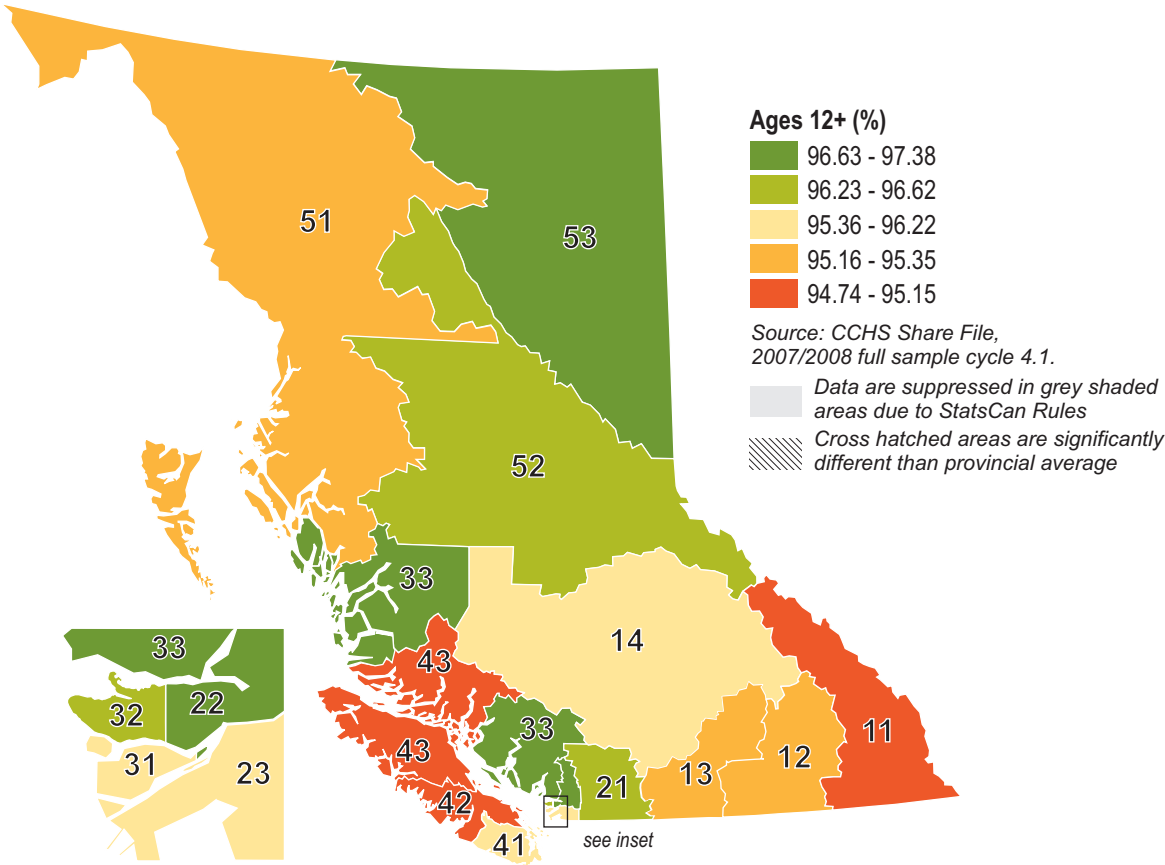 Ages 12+ (%)
96.63 - 97.38
96.23 - 96.62
95.36 - 96.22
95.16 - 95.35
94.74 - 95.15
Source: CCHS Share File,
2007/2008 full sample cycle 4.1.
Data are suppressed in grey shaded
areas due to StatsCan Rules
Cross hatched areas are significantly
different than provincial average
51
53
52
33
14
43
33
43
42
41
21
13
12
11
see inset
33
32
22
31
23